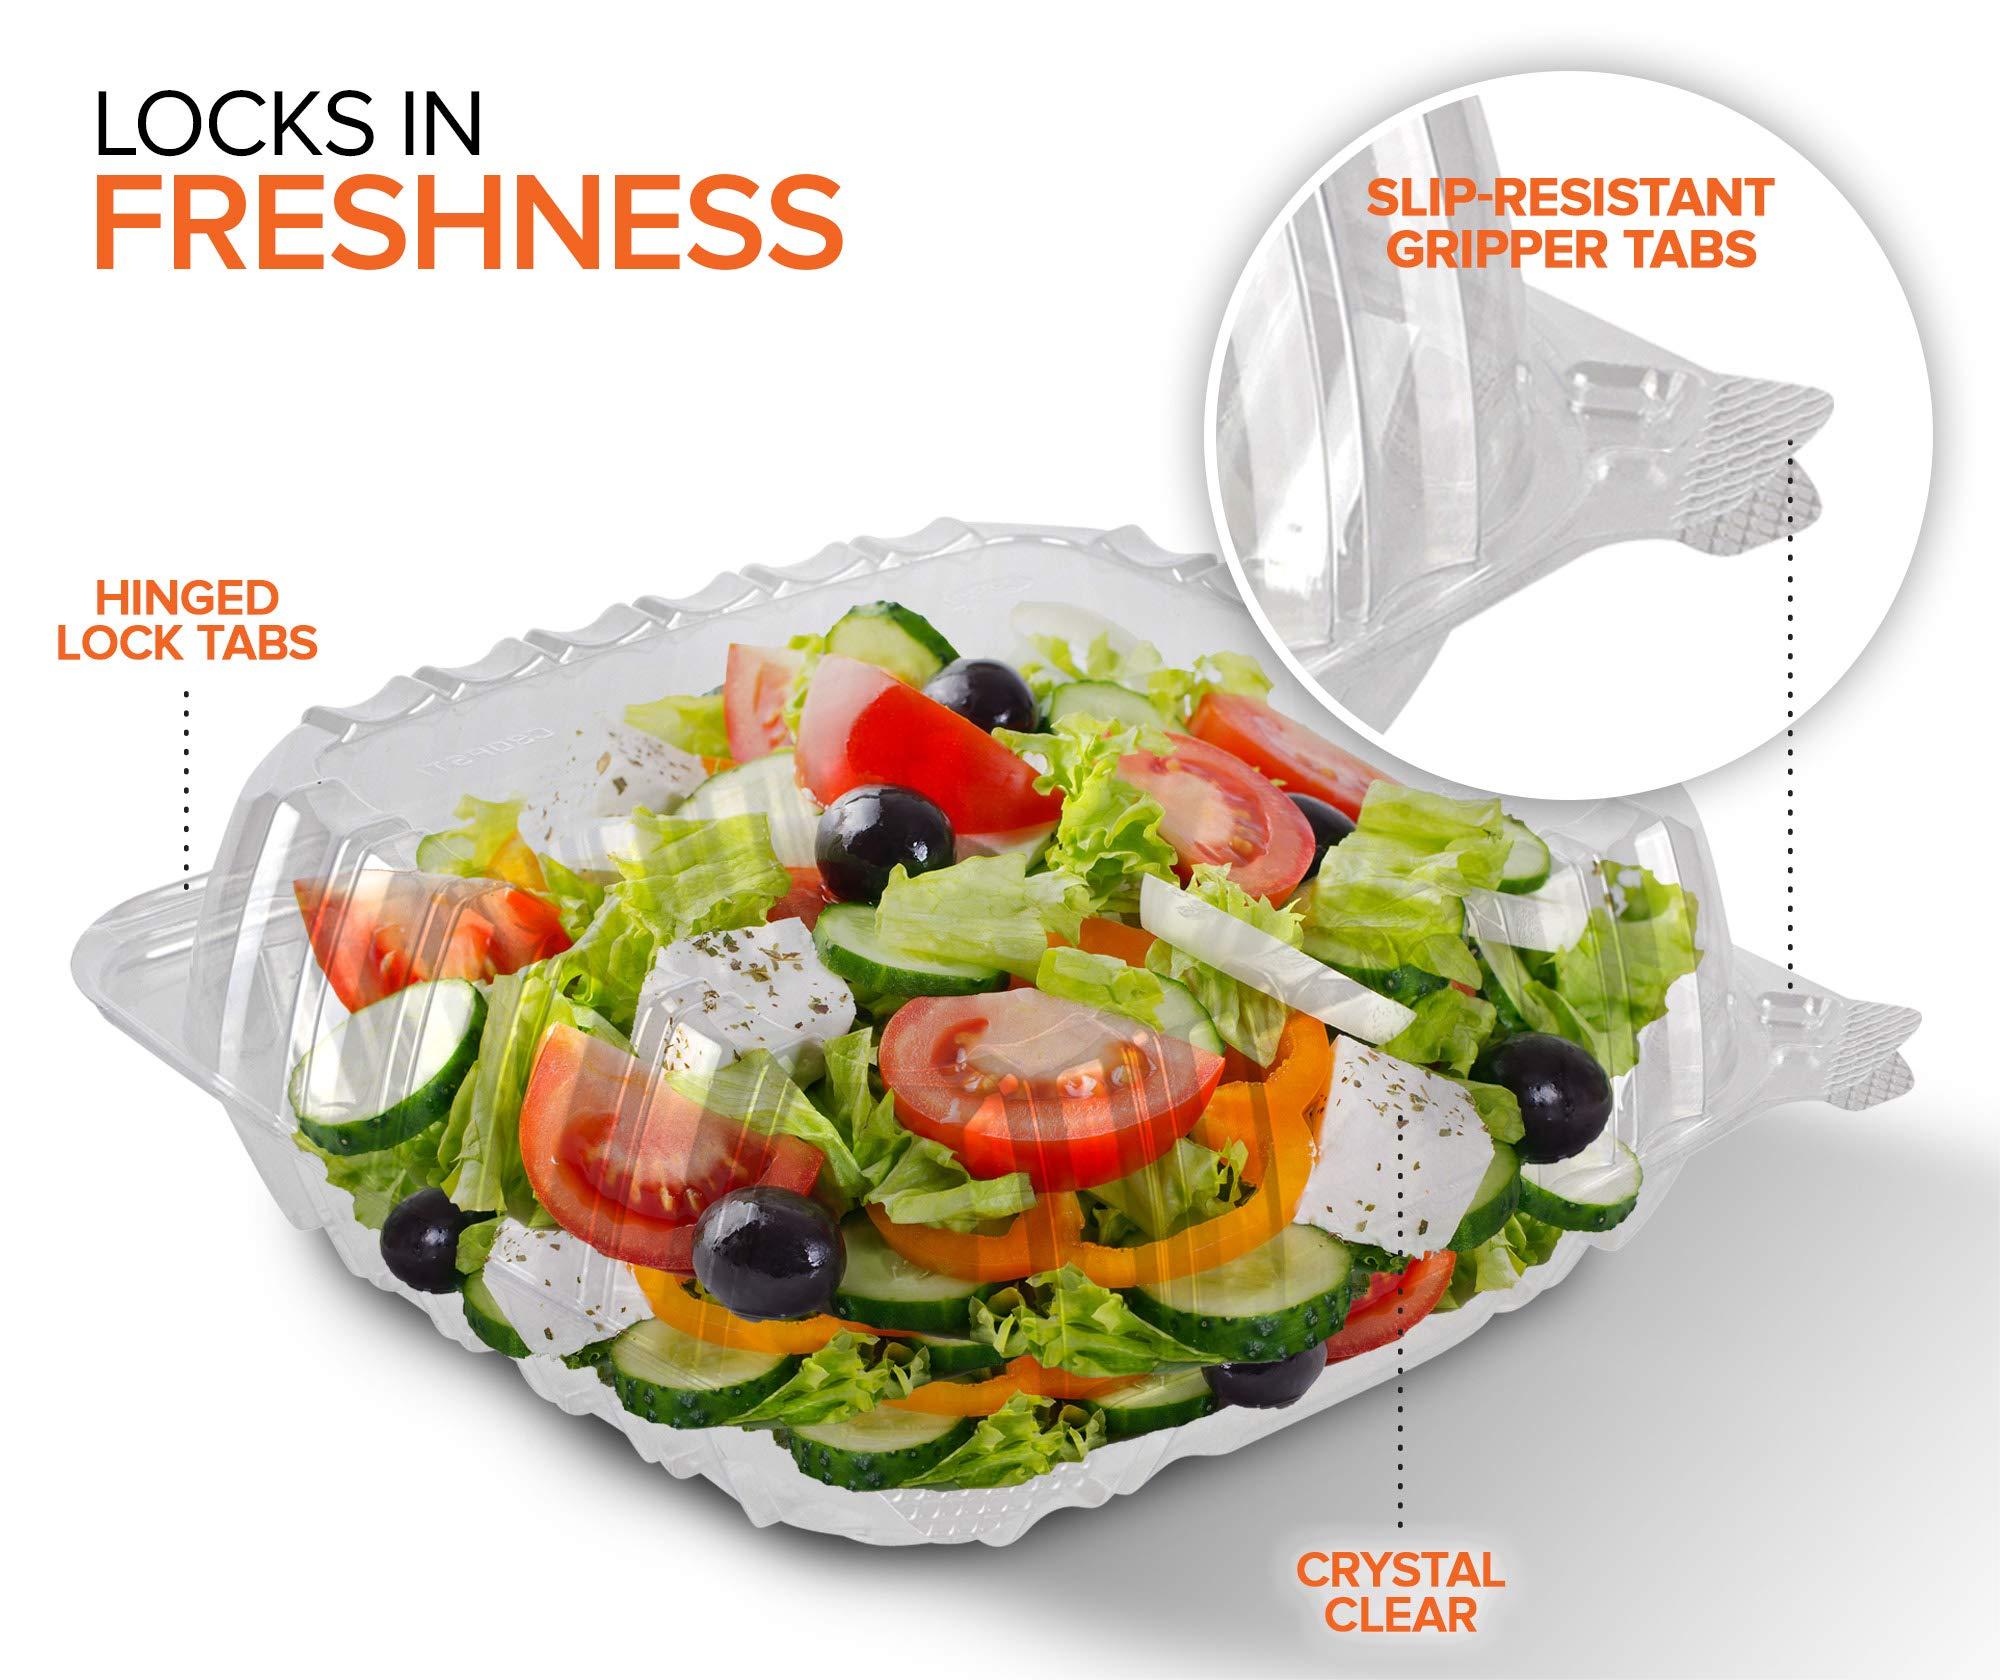 LOCKS IN
FRESHNESS
SLIP-RESISTANT
GRIPPER TABS
HINGED
LOCK TABS
CRYSTAL
CLEAR